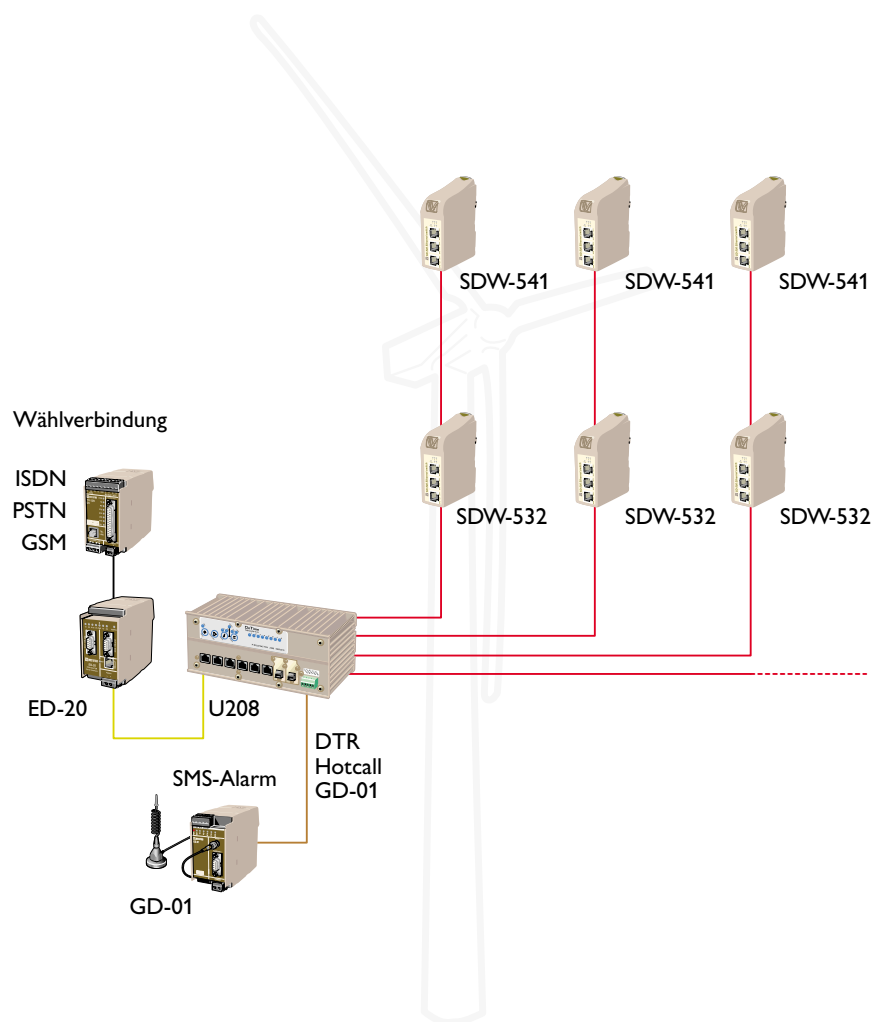 SDW-541
SDW-541
SDW-541
Wählverbindung
ISDN
PSTN
GSM
SDW-532
SDW-532
SDW-532
ED-20
U208
DTR
Hotcall
GD-01
SMS-Alarm
GD-01